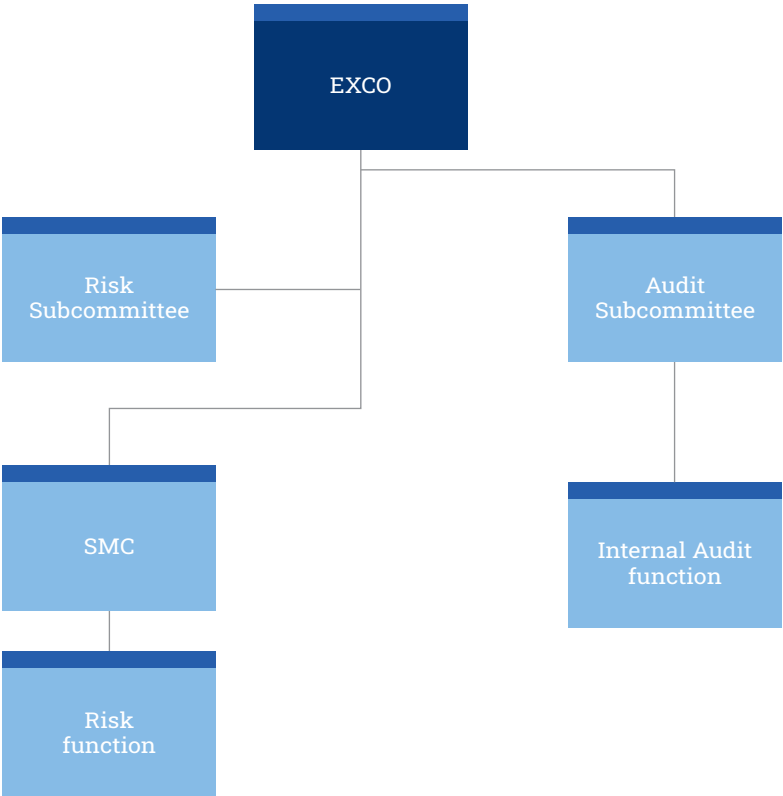 EXCO
Risk
Subcommittee
Audit
Subcommittee
SMC
Internal Audit
function
Risk
function